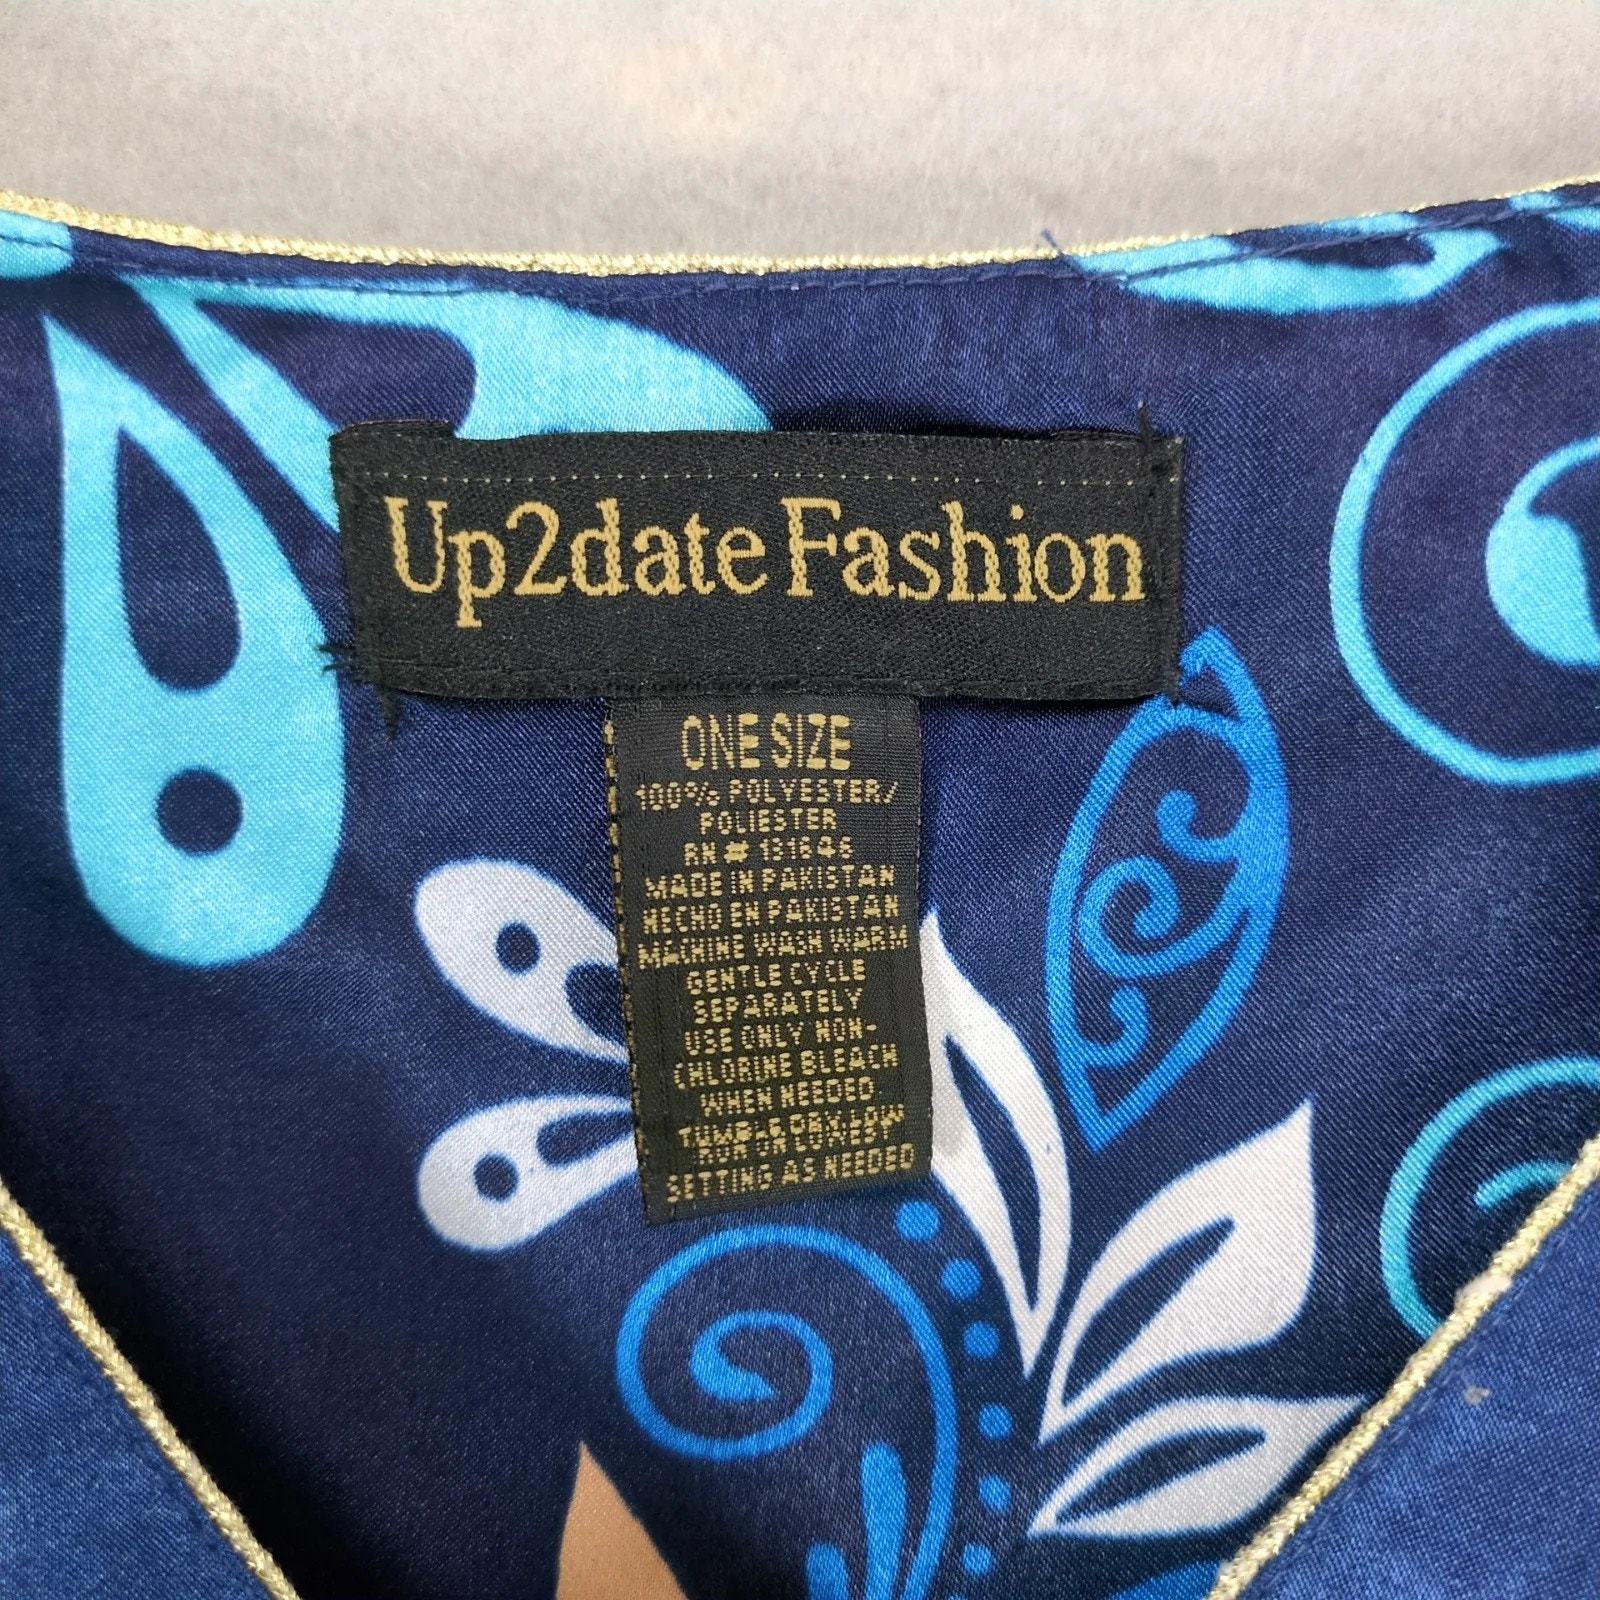 Up2date Fashion
ONE SIZE
100% POLYESTER/
POLIESTER
RN #
MADE IN PAKISTAN
HECHO EN PAKISTAN
MACHINE WASH WARM
GENTLE CYCLE
SEPARATELY
USE ONLY NON-
CHLORINE BLEACH
WHEN NEEDED
LOW
SETTING AS NEEDED